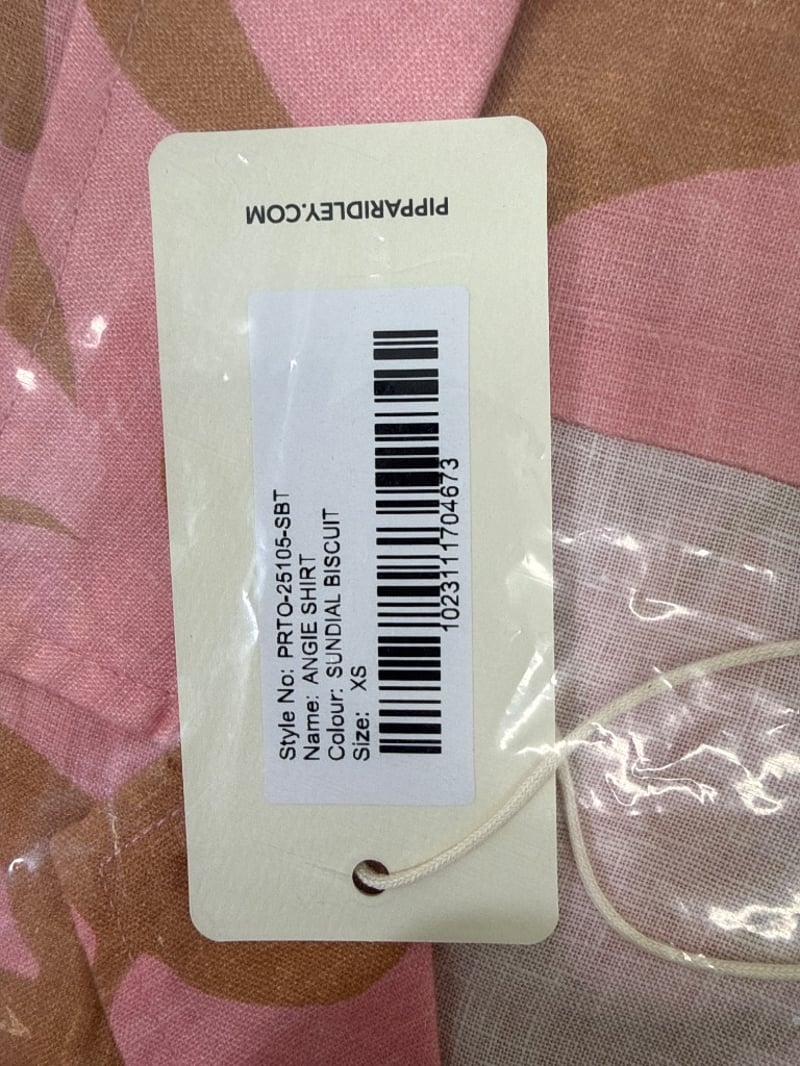 PIPPARIDLEY.COM
Style No: PRTO-25105-SBT
Name: ANGIE SHIRT
Colour: SUNDIAL BISCUIT
Size: XS
1023111704673